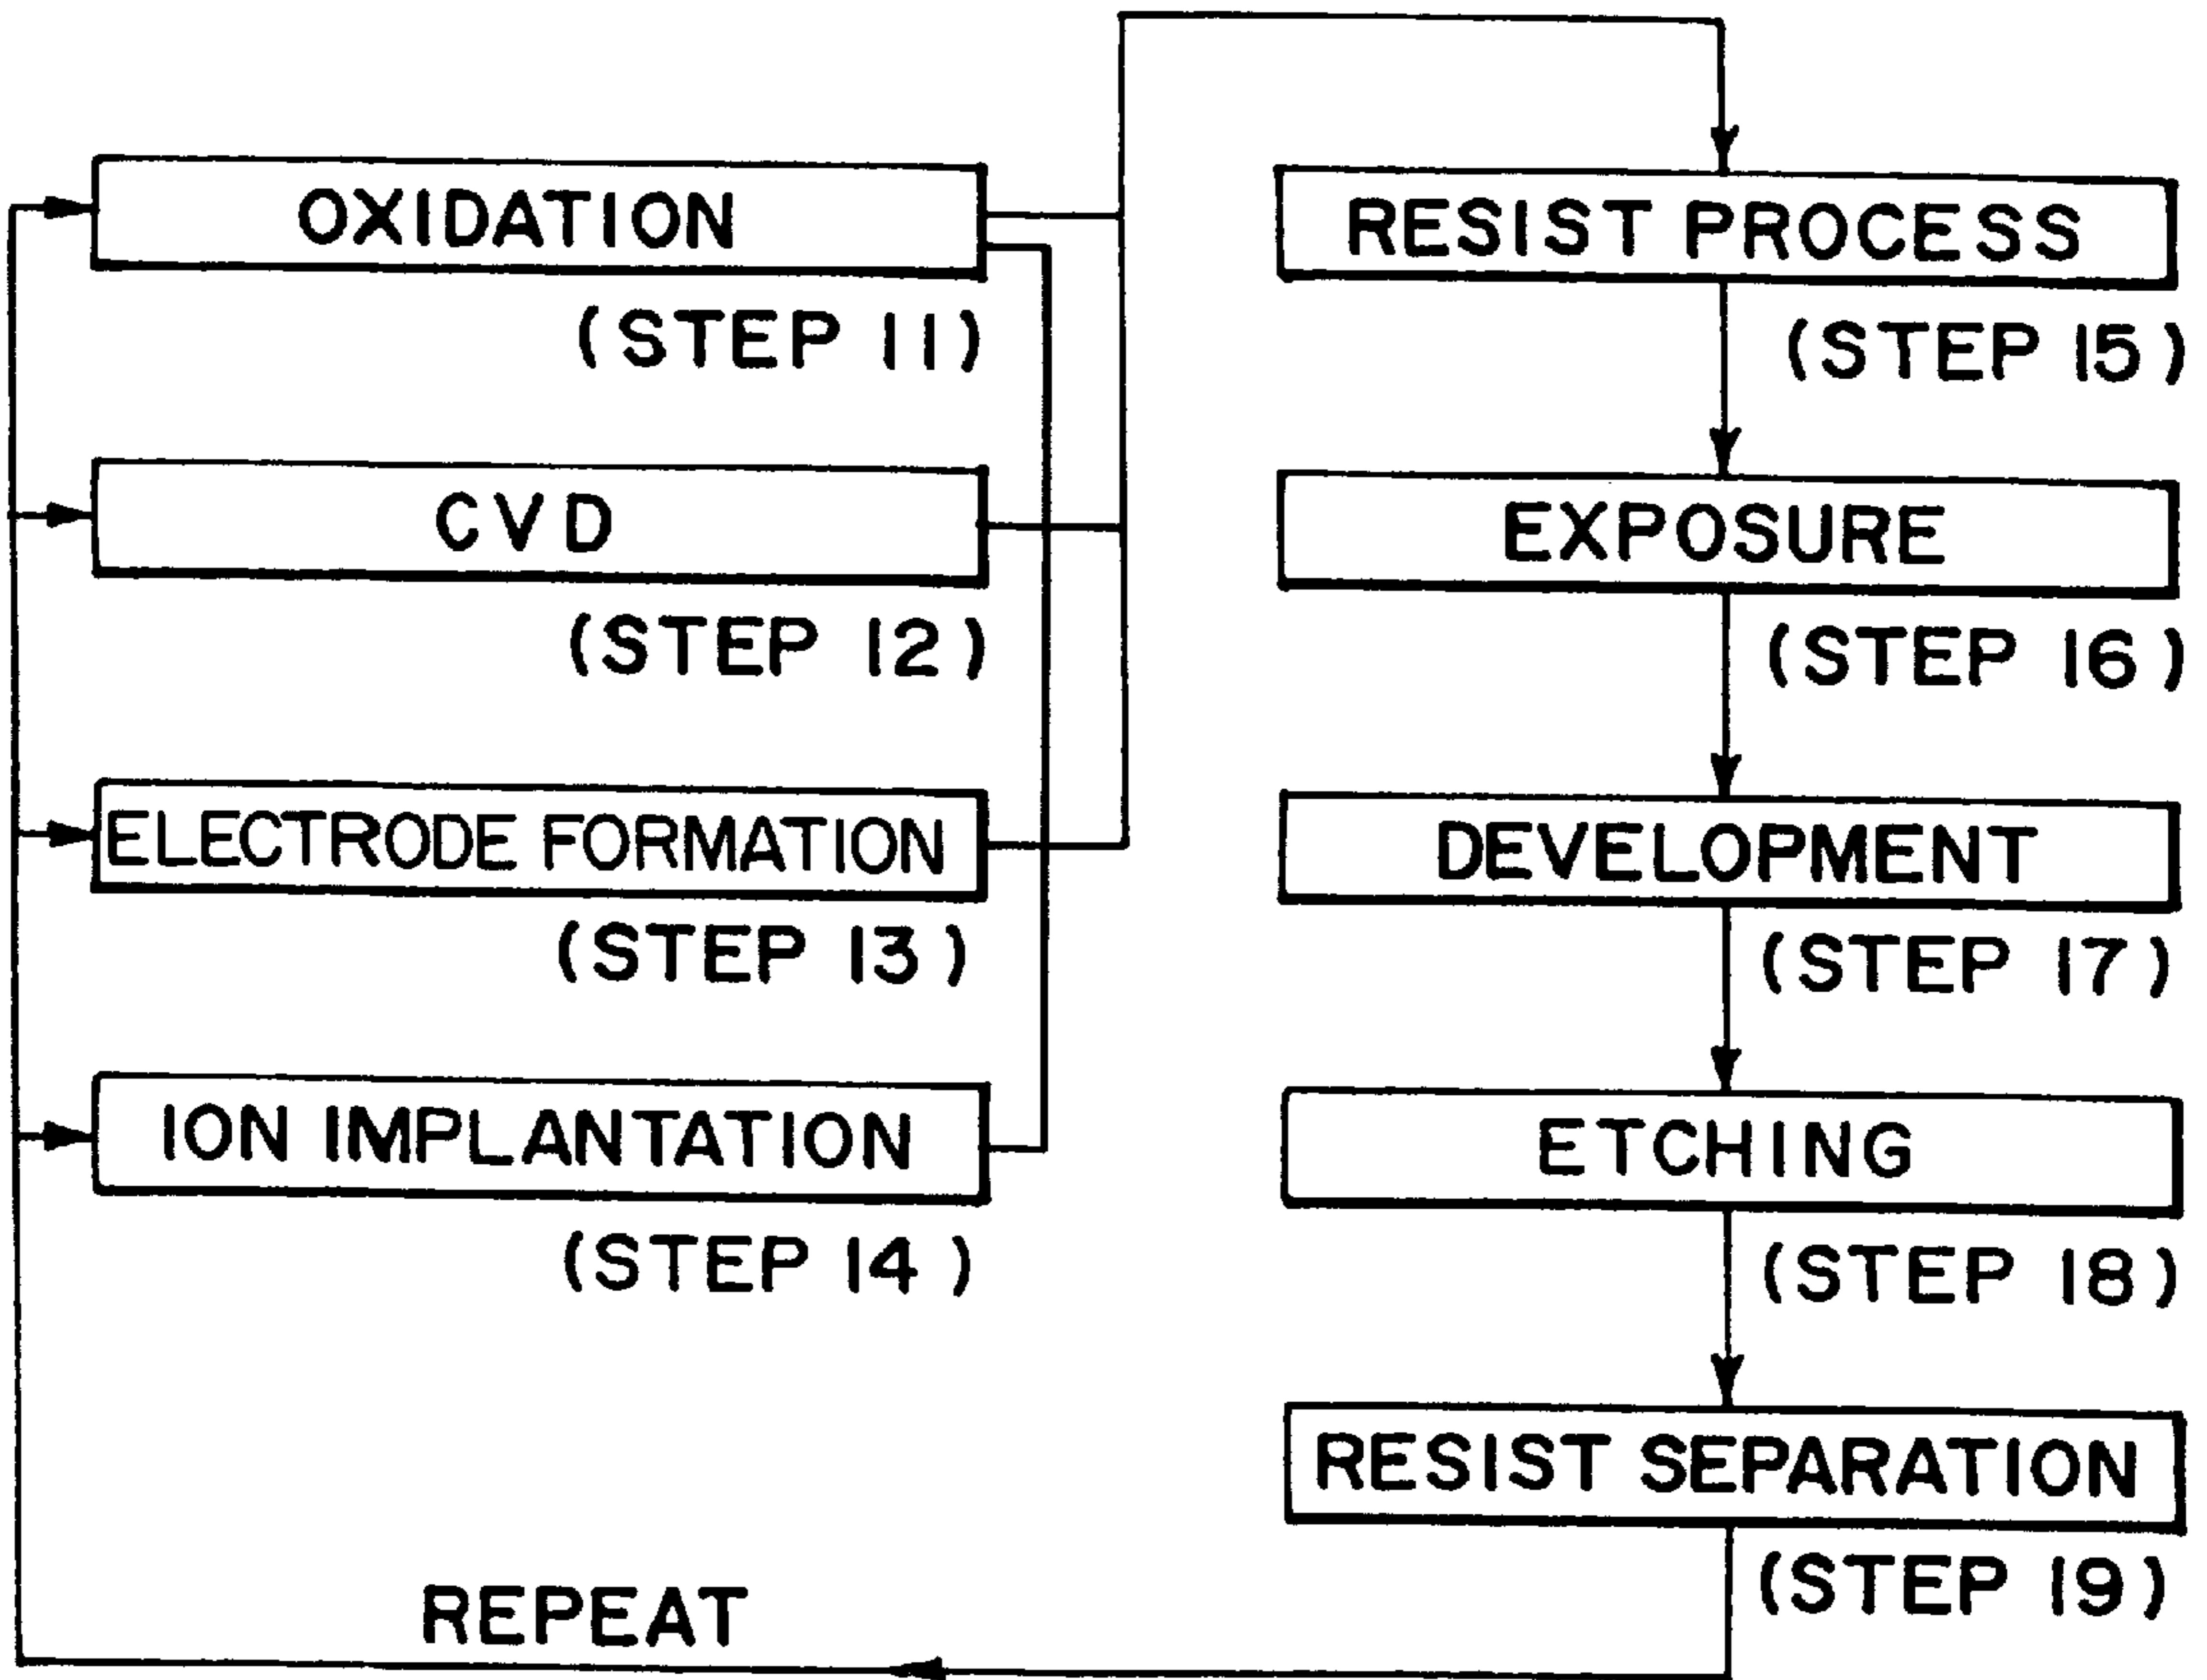 OXIDATION
(STEP 11)
CVD
(STEP 12)
ELECTRODE FORMATION
(STEP 13)
ION IMPLANTATION
(STEP 14)
RESIST PROCESS
(STEP 15)
EXPOSURE
(STEP 16)
DEVELOPMENT
(STEP 17)
ETCHING
(STEP 18)
RESIST SEPARATION
(STEP 19)
REPEAT